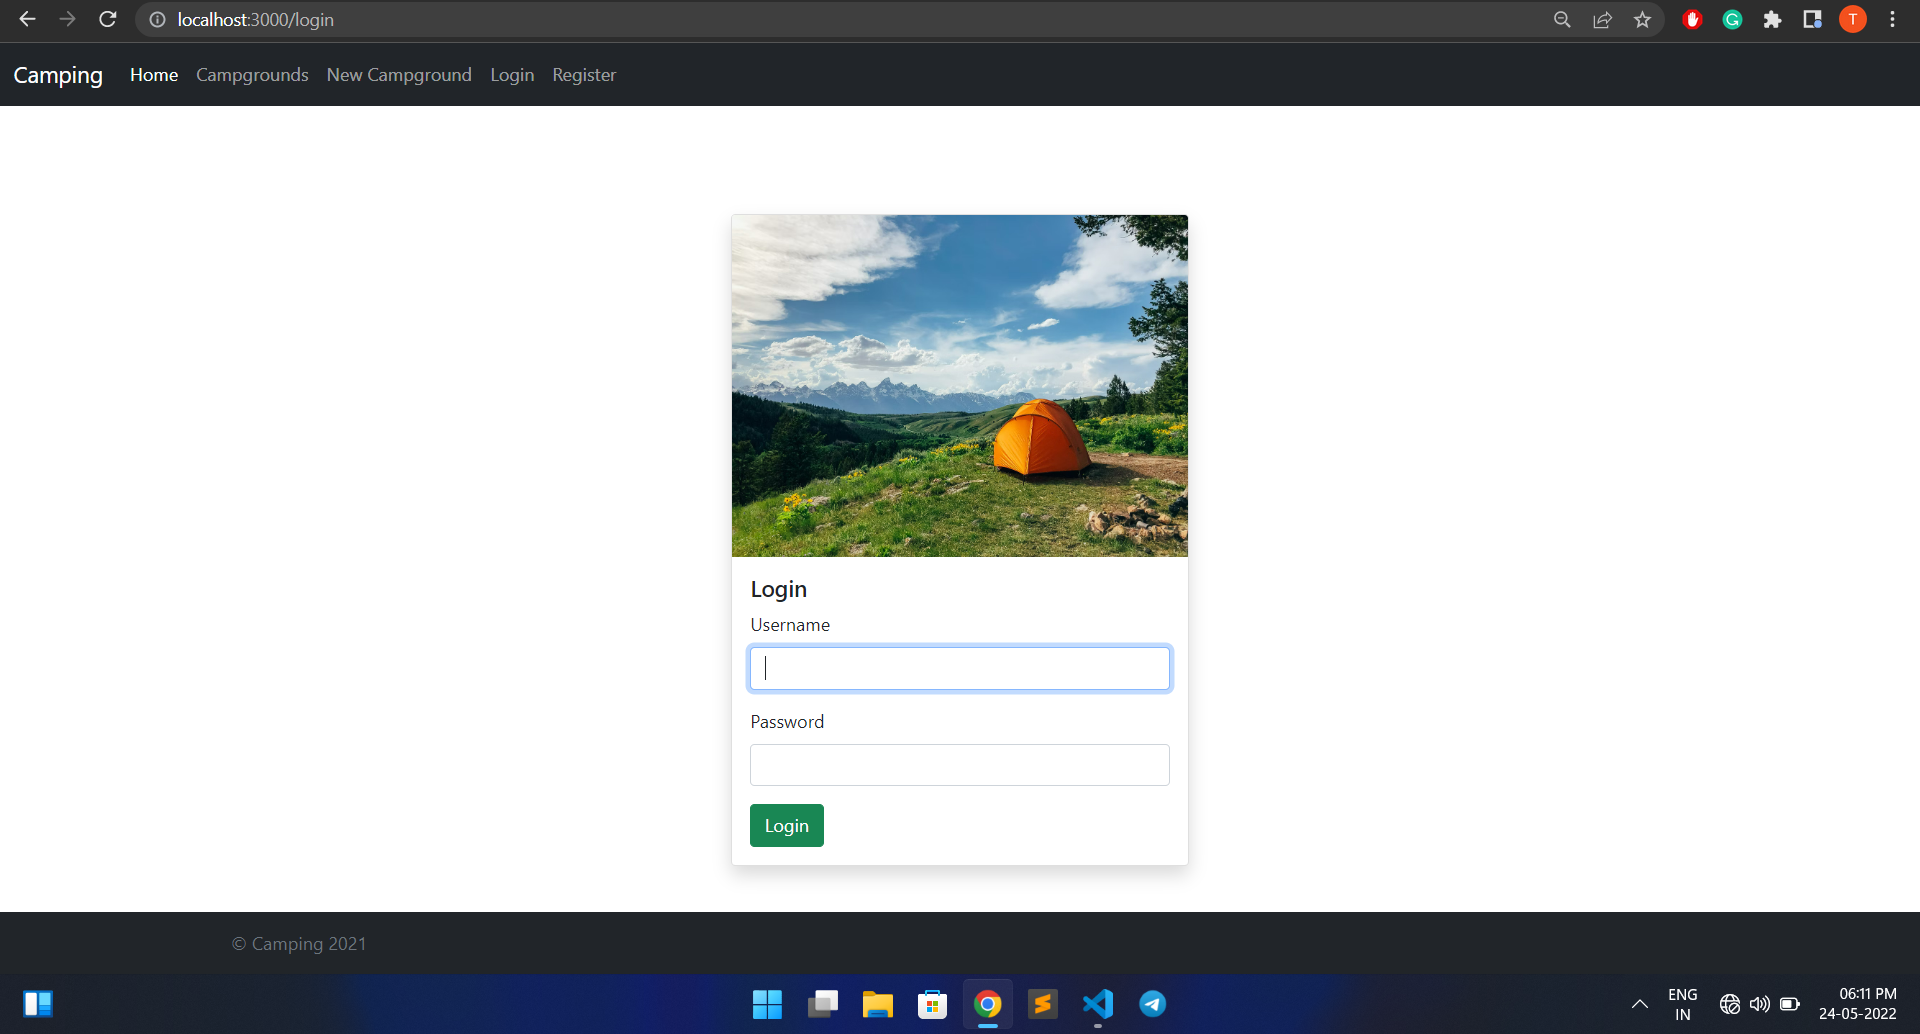 localhost:3000/login
T
Camping Home Campgrounds New Campground Login Register
Login
Username
Password
Login
© Camping 2021
ENG
IN
06:11 PM
24-05-2022